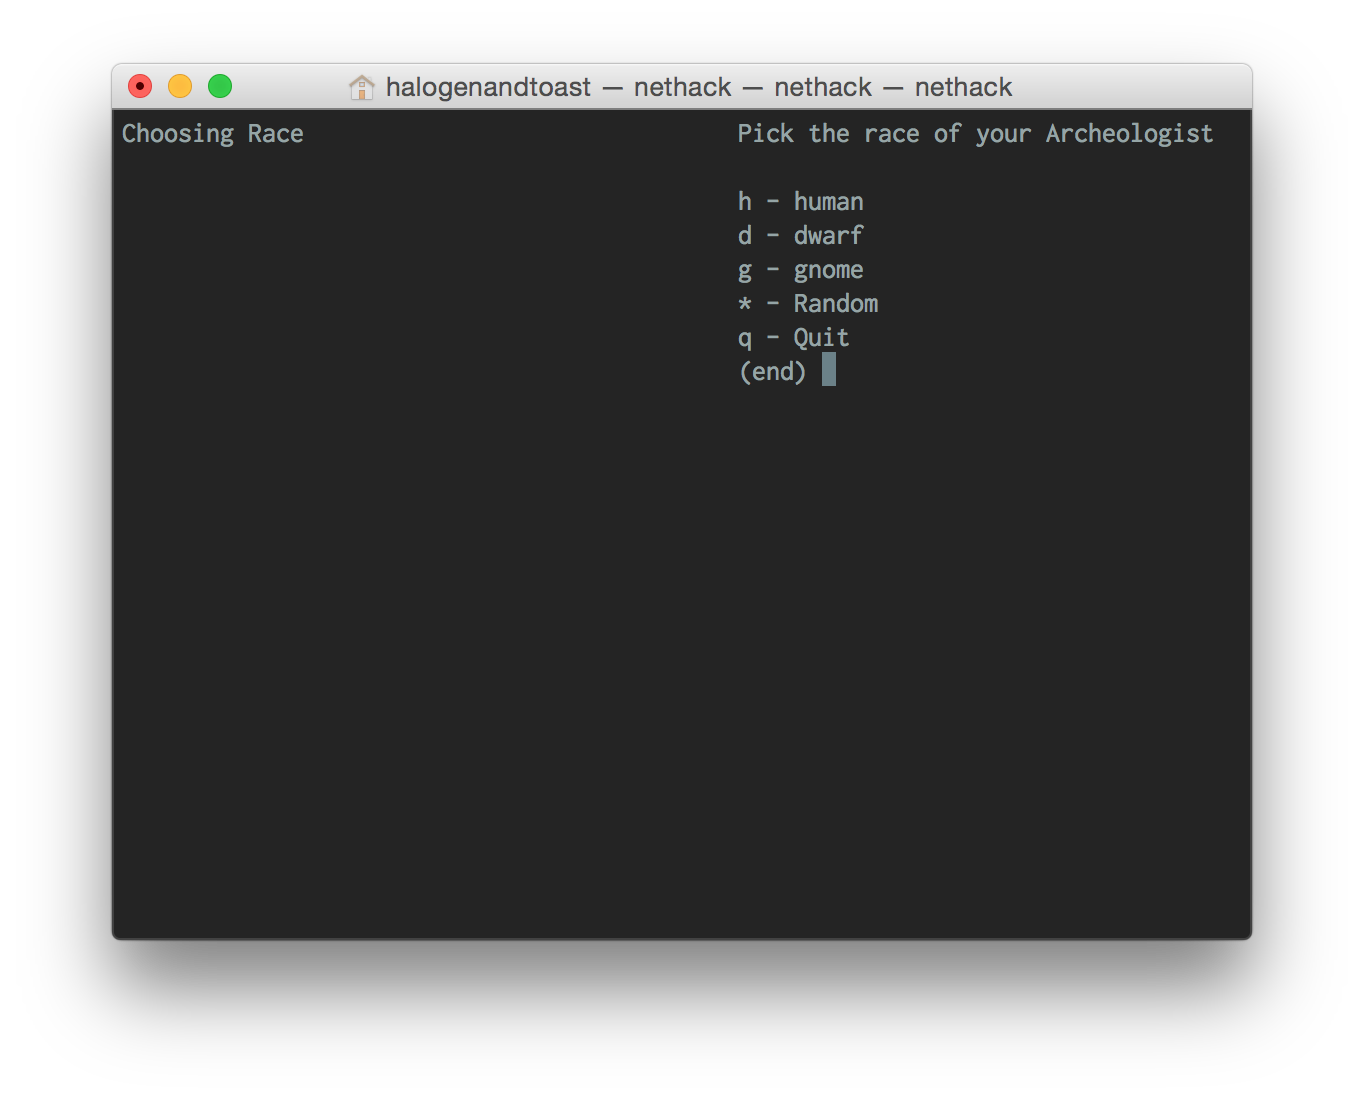 halogenandtoast — nethack — nethack — nethack
Choosing Race
Pick the race of your Archeologist
h - human
d - dwarf
g - gnome
* - Random
q - Quit
(end)